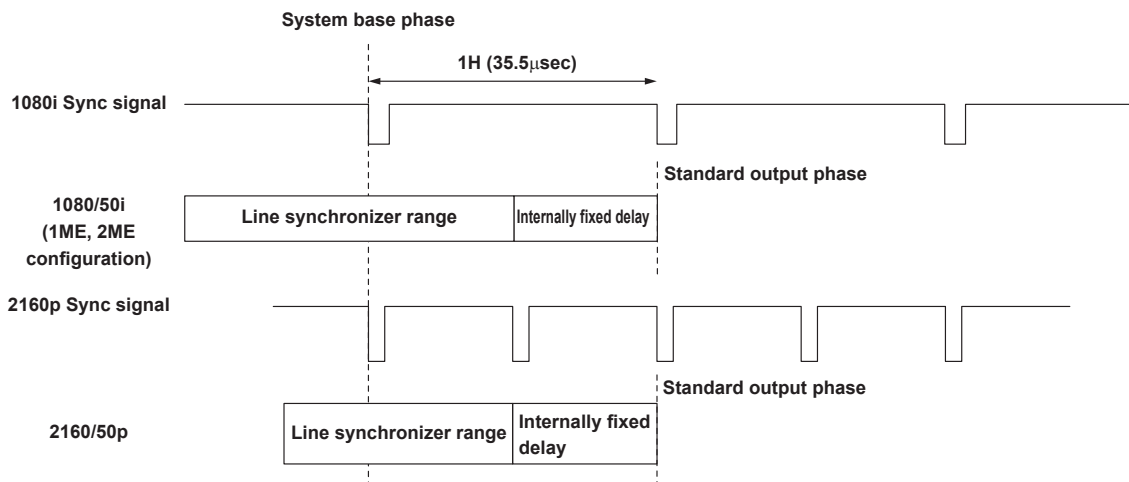 System base phase
1H (35.5μsec)
1080i Sync signal
Standard output phase
1080/50i
(1ME, 2ME
configuration)
Line synchronizer range
Internally fixed delay
2160p Sync signal
Standard output phase
2160/50p
Line synchronizer range
Internally fixed
delay